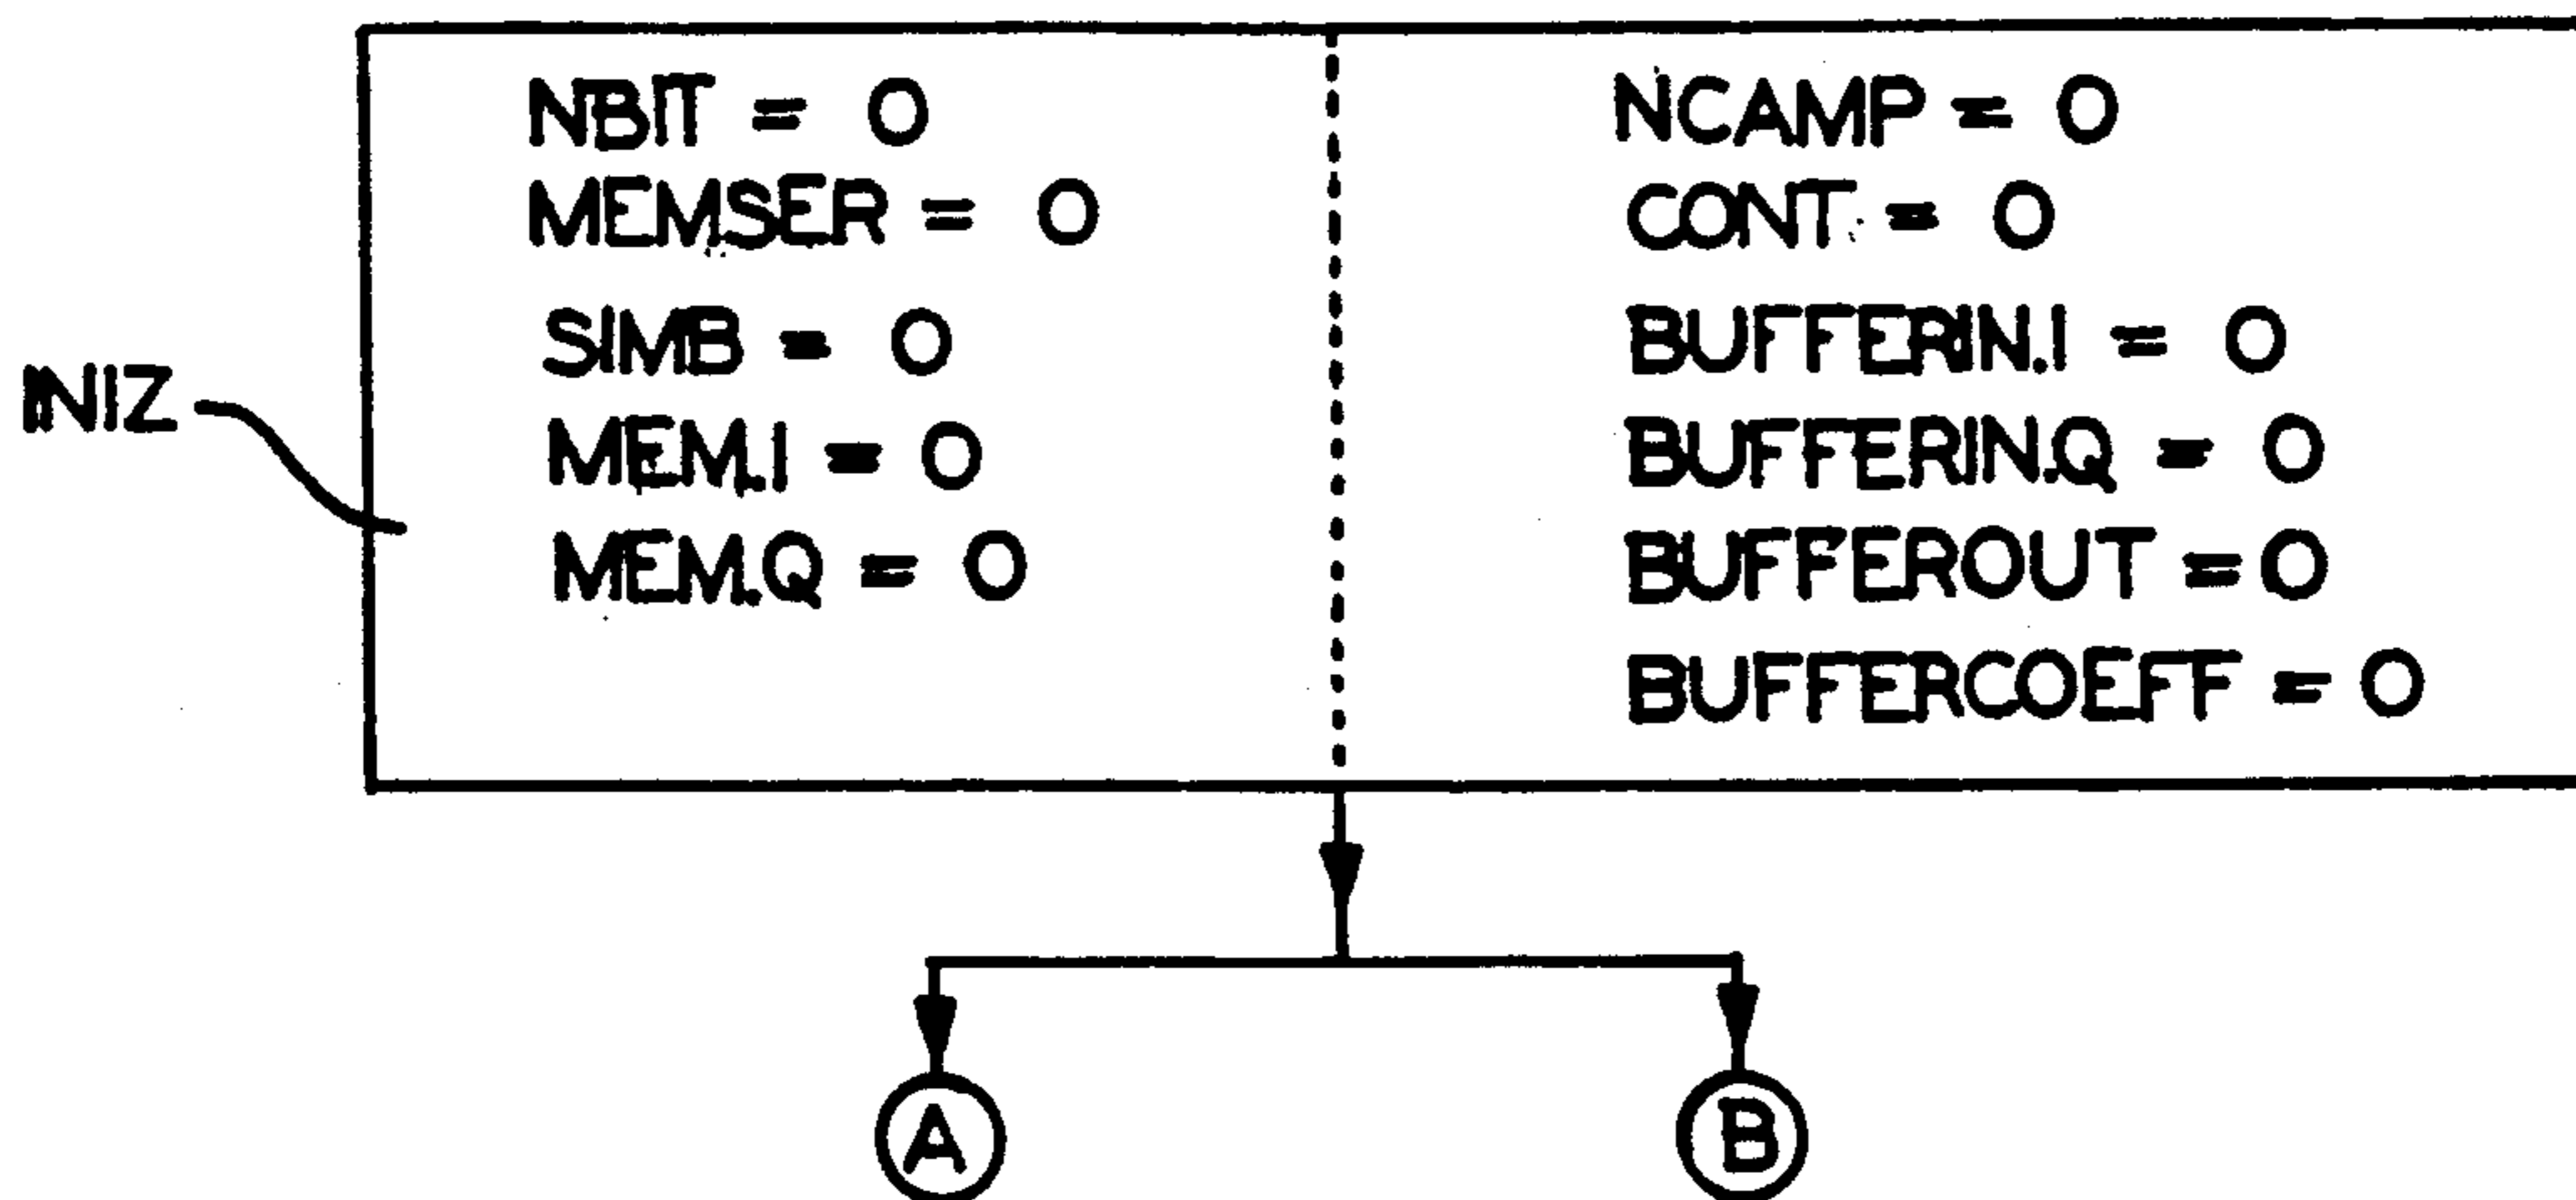 INIZ
NBIT = 0
MEMSER = 0
SIMB = 0
MEM.I = 0
MEM.Q = 0
NCAMP = 0
CONT = 0
BUFFERIN.I = 0
BUFFERIN.Q = 0
BUFFEROUT = 0
BUFFERCOEFF = 0
A
B